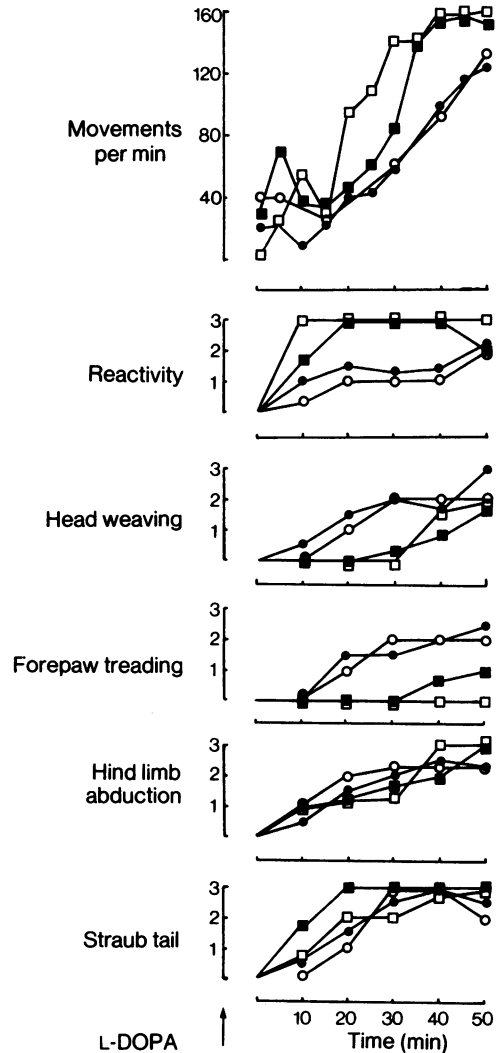 160
120
Movements
80
per min
40
3
2
Reactivity
1
3
2
Head weaving
1
3
2
Forepaw treading
1
3
Hind limb
2
abduction
1
3
2
Straub tail
1
10 20 30 40 50
L-DOPA
Time (min)